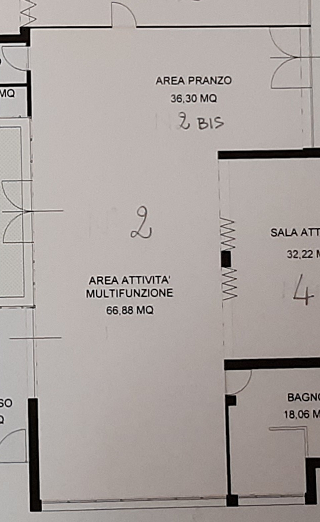 AREA PRANZO
36,30 MQ
2 BIS
MQ
2
SALA ATT
32,22 M
4
AREA ATTIVITA'
MULTIFUNZIONE
66,88 MQ
SO
Q
BAGNO
18,06 M